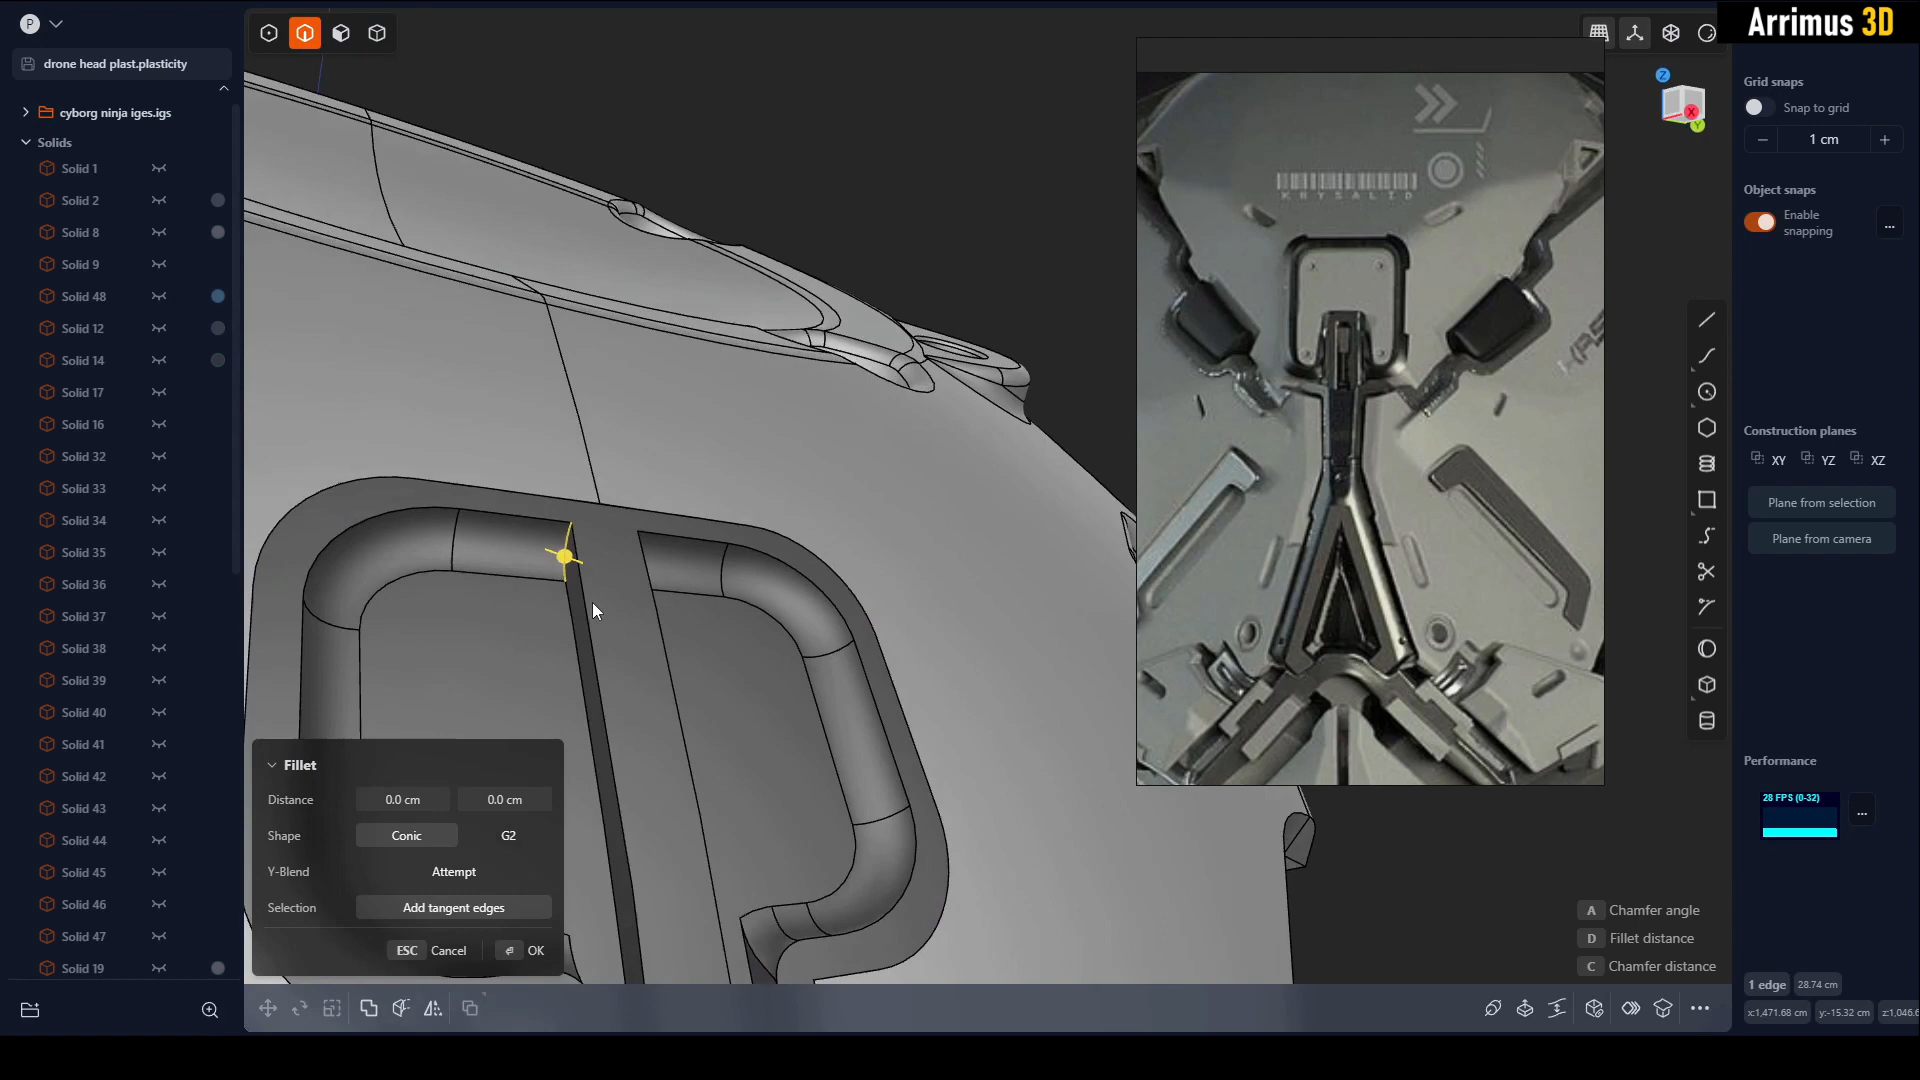 P
Arrimus 3D
drone head plast.plasticity
cyborg ninja iges.igs
Solids
Solid 1
Solid 2
Solid 8
Solid 9
Solid 48
Solid 12
Solid 14
Solid 17
Solid 16
Solid 32
Solid 33
Solid 34
Solid 35
Solid 36
Solid 37
Solid 38
Solid 39
Solid 40
Solid 41
Solid 42
Solid 43
Solid 44
Solid 45
Solid 46
Solid 47
Solid 19
KRYSALID
Z
X
Y
Fillet
Distance 0.0 cm 0.0 cm
Shape Conic G2
Y-Blend Attempt
Selection Add tangent edges
ESC Cancel OK
A Chamfer angle
D Fillet distance
C Chamfer distance
Grid snaps
Snap to grid
1 cm
Object snaps
Enable
snapping
...
Construction planes
XY YZ XZ
Plane from selection
Plane from camera
Performance
28 FPS (0-32)
...
1 edge 28.74 cm
x:1,471.68 cm y:-15.32 cm z:1,046.6